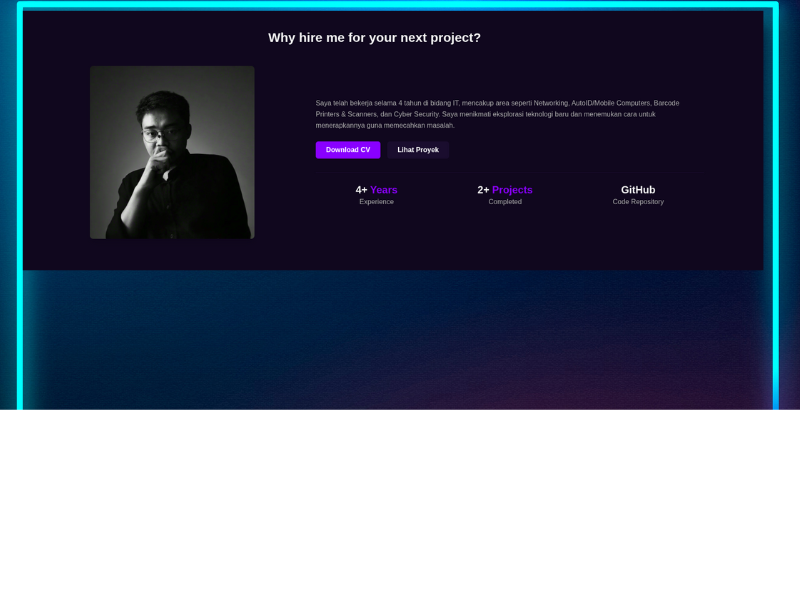 Why hire me for your next project?
Saya telah bekerja selama 4 tahun di bidang IT, mencakup area seperti Networking, AutoID/Mobile Computers, Barcode
Printers & Scanners, dan Cyber Security. Saya menikmati eksplorasi teknologi baru dan menemukan cara untuk
menerapkannya guna memecahkan masalah.
Download CV Lihat Proyek
4+ Years 2+ Projects GitHub
Experience Completed Code Repository